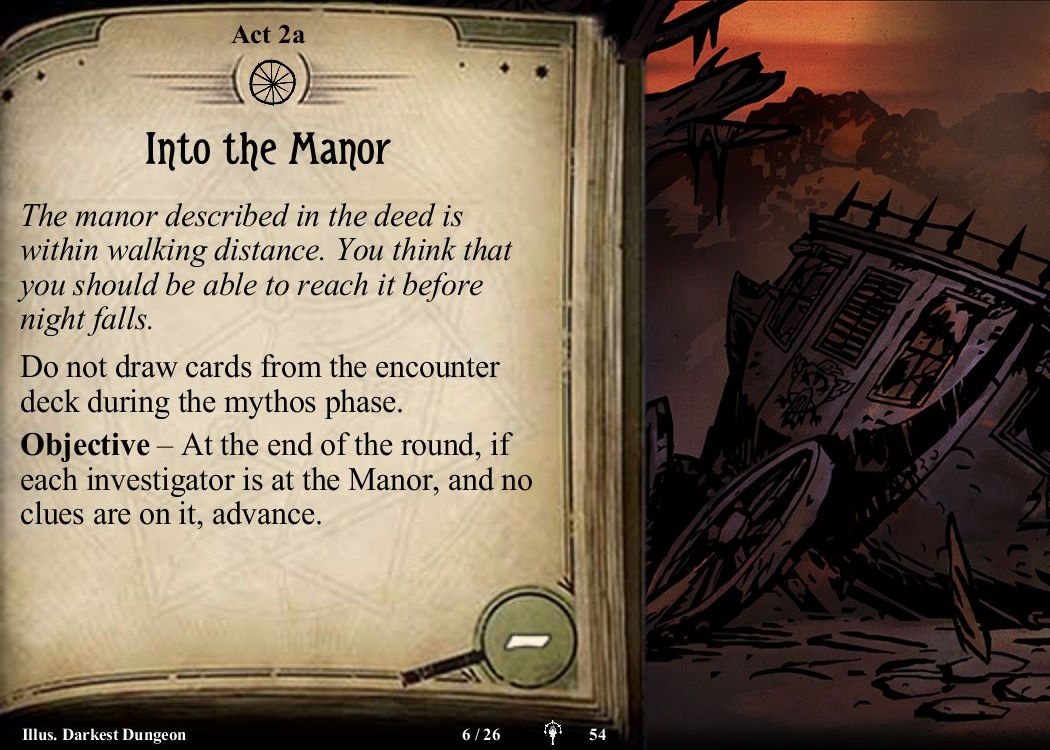 Act 2a
Into the Manor
The manor described in the deed is
within walking distance. You think that
you should be able to reach it before
night falls.
Do not draw cards from the encounter
deck during the mythos phase.
Objective – At the end of the round, if
each investigator is at the Manor, and no
clues are on it, advance.
–
Illus. Darkest Dungeon 6 / 26 54